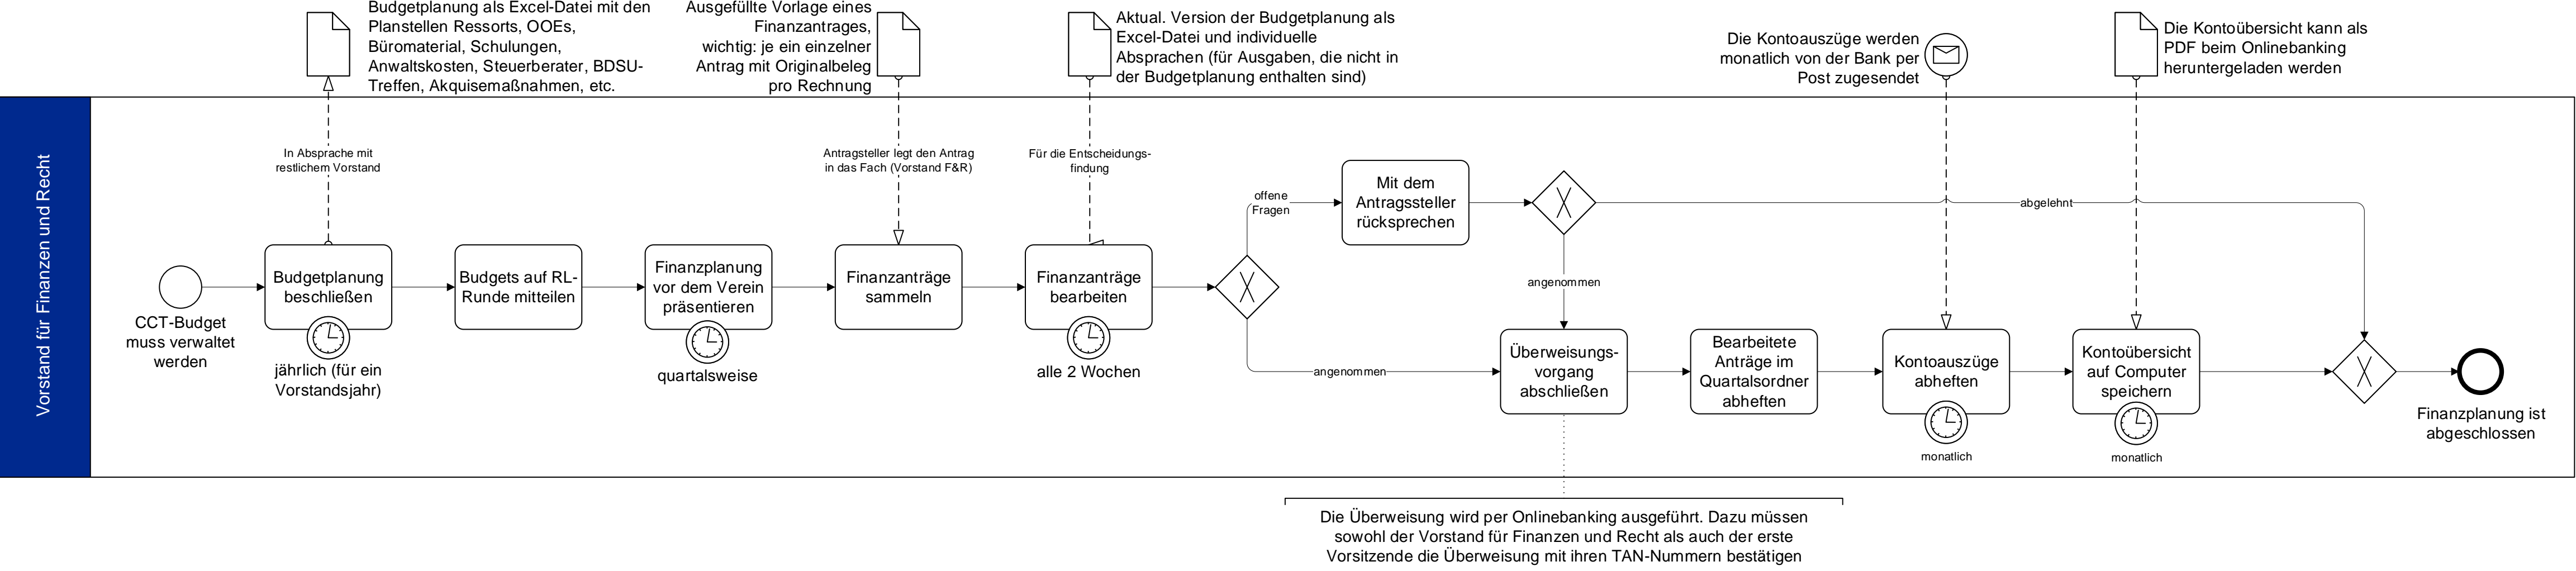 Budgetplanung als Excel-Datei mit den
Planstellen Ressorts, OOEs,
Büromaterial, Schulungen,
Anwaltskosten, Steuerberater, BDSU-
Treffen, Akquisemaßnahmen, etc.
Ausgefüllte Vorlage eines
Finanzantrages,
wichtig: je ein einzelner
Antrag mit Originalbeleg
pro Rechnung
Aktual. Version der Budgetplanung als
Excel-Datei und individuelle
Absprachen (für Ausgaben, die nicht in
der Budgetplanung enthalten sind)
Die Kontoauszüge werden
monatlich von der Bank per
Post zugesendet
Die Kontoübersicht kann als
PDF beim Onlinebanking
heruntergeladen werden
Vorstand für Finanzen und Recht
In Absprache mit
restlichem Vorstand
Antragsteller legt den Antrag
in das Fach (Vorstand F&R)
Für die Entscheidungs-
findung
CCT-Budget
muss verwaltet
werden
Budgetplanung
beschließen
jährlich (für ein
Vorstandsjahr)
Budgets auf RL-
Runde mitteilen
Finanzplanung
vor dem Verein
präsentieren
quartalsweise
Finanzanträge
sammeln
Finanzanträge
bearbeiten
alle 2 Wochen
offene
Fragen
Mit dem
Antragssteller
rücksprechen
abgelehnt
angenommen
angenommen
Überweisungs-
vorgang
abschließen
Bearbeitete
Anträge im
Quartalsordner
abheften
Kontoauszüge
abheften
monatlich
Kontoübersicht
auf Computer
speichern
monatlich
Finanzplanung ist
abgeschlossen
Die Überweisung wird per Onlinebanking ausgeführt. Dazu müssen
sowohl der Vorstand für Finanzen und Recht als auch der erste
Vorsitzende die Überweisung mit ihren TAN-Nummern bestätigen